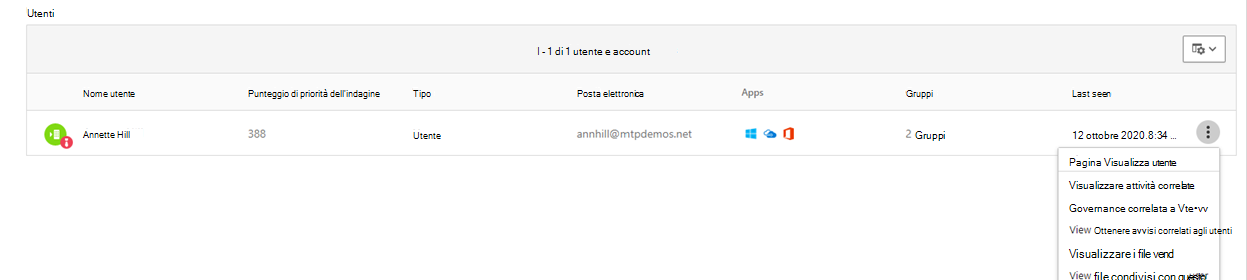 Utenti
I - 1 di 1 utente e account
Nome utente Punteggio di priorità dell'indagine Tipo Posta elettronica Apps Gruppi Last seen
Annette Hill 388 Utente annhill@mtpdemos.net 2 Gruppi 12 ottobre 2020.8:34 ...
Pagina Visualizza utente
Visualizzare attività correlate
Governance correlata a Vte•vv
View Ottenere avvisi correlati agli utenti
Visualizzare i file vend
View file condivisi con